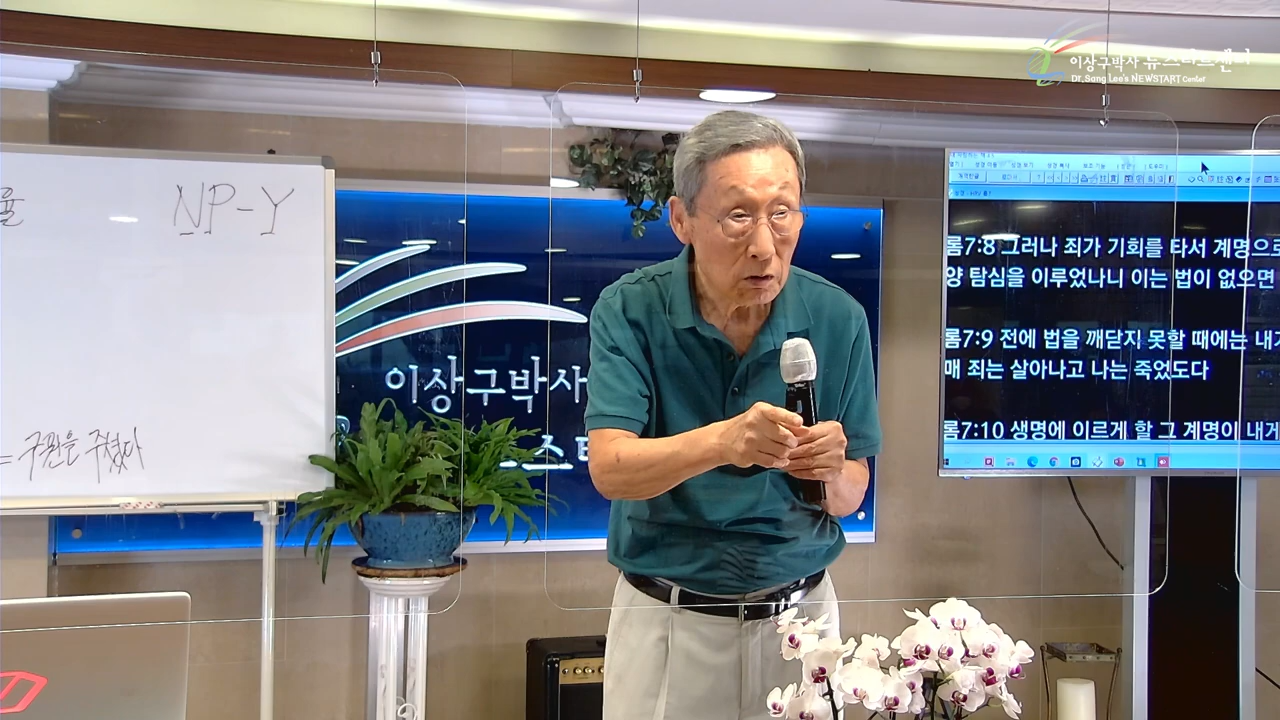 이상구박사 뉴스타트센터
Dr. Sang Lee's NEWSTART Center
NP-Y
= 구원을 주셨다
이상구박사
스
롬7:8 그러나 죄가 기회를 타서 계명으로
양 탐심을 이루었나니 이는 법이 없으면
롬7:9 전에 법을 깨닫지 못할 때에는 내가
매 죄는 살아나고 나는 죽었도다
롬7:10 생명에 이르게 할 그 계명이 내게